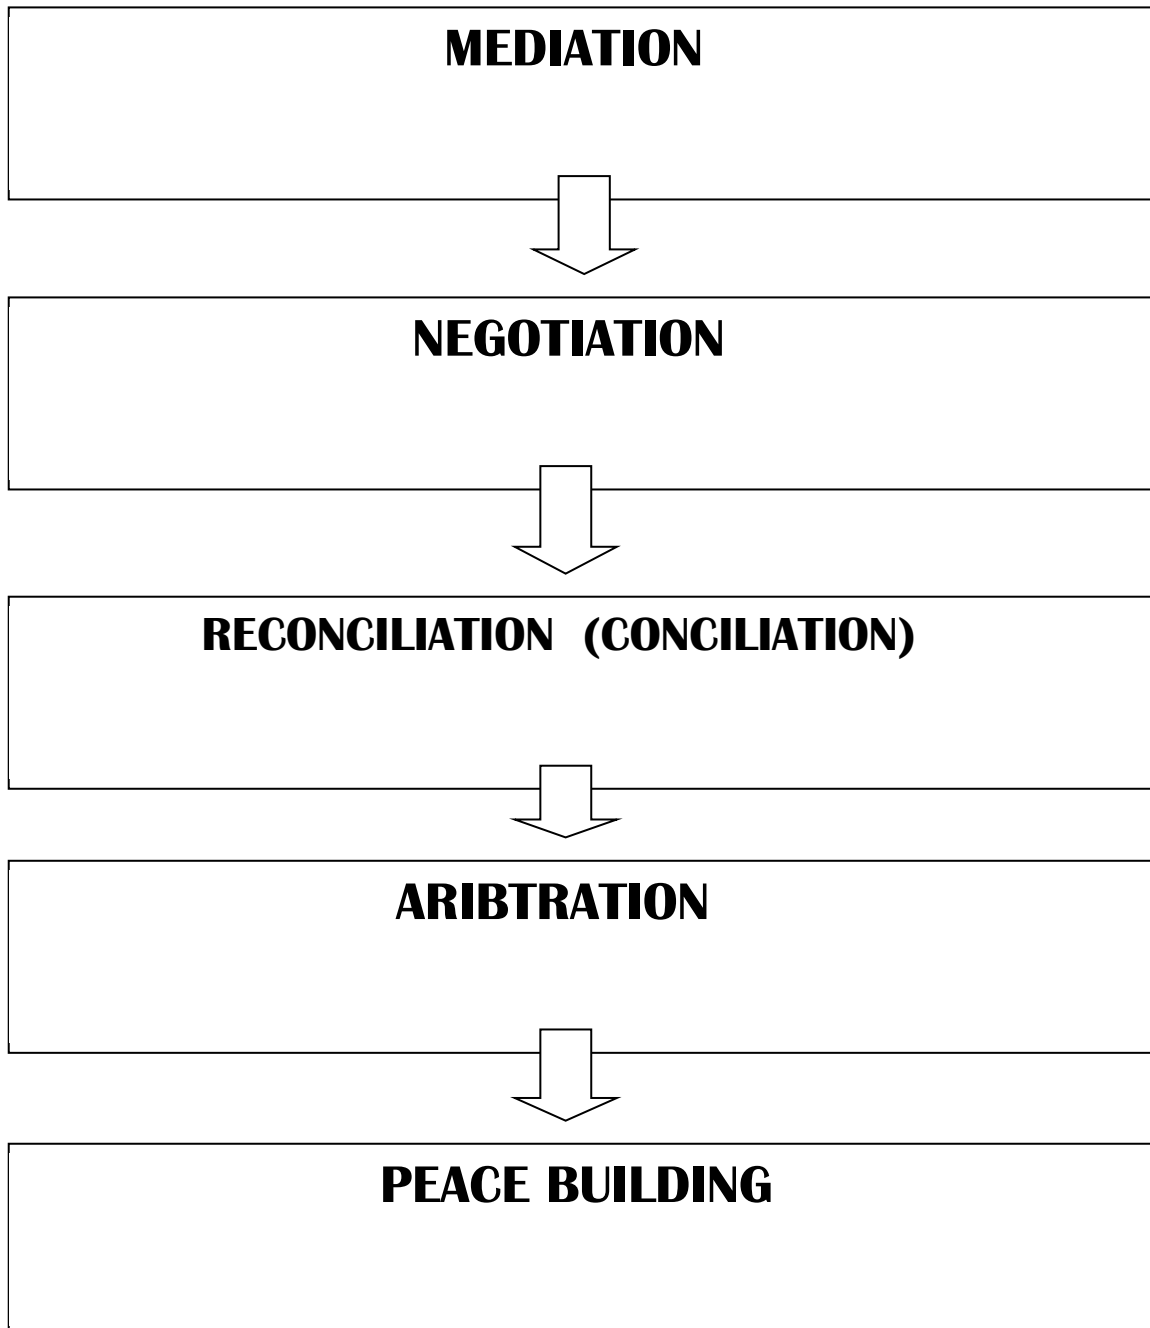 MEDIATION
NEGOTIATION
RECONCILIATION (CONCILIATION)
ARIBTRATION
PEACE BUILDING